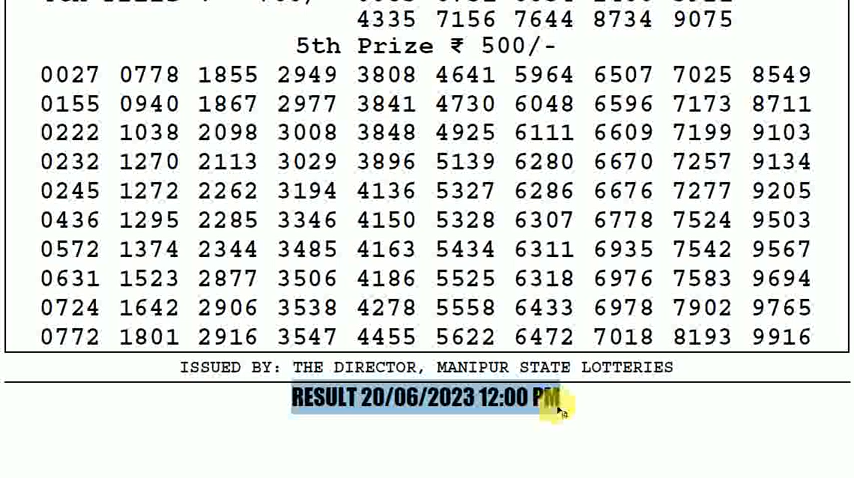 4335 7156 7644 8734 9075
5th Prize ₹ 500/-
0027 0778 1855 2949 3808 4641 5964 6507 7025 8549
0155 0940 1867 2977 3841 4730 6048 6596 7173 8711
0222 1038 2098 3008 3848 4925 6111 6609 7199 9103
0232 1270 2113 3029 3896 5139 6280 6670 7257 9134
0245 1272 2262 3194 4136 5327 6286 6676 7277 9205
0436 1295 2285 3346 4150 5328 6307 6778 7524 9503
0572 1374 2344 3485 4163 5434 6311 6935 7542 9567
0631 1523 2877 3506 4186 5525 6318 6976 7583 9694
0724 1642 2906 3538 4278 5558 6433 6978 7902 9765
0772 1801 2916 3547 4455 5622 6472 7018 8193 9916
ISSUED BY: THE DIRECTOR, MANIPUR STATE LOTTERIES
RESULT 20/06/2023 12:00 PM